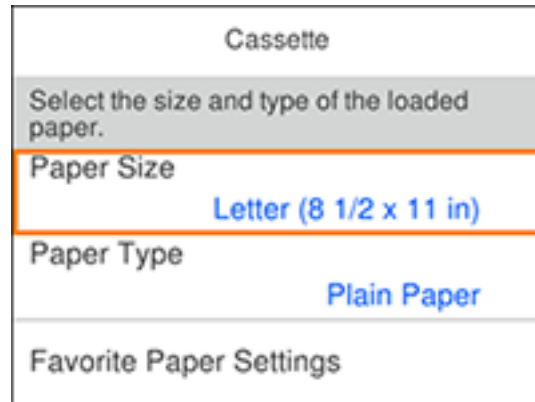 Cassette
Select the size and type of the loaded
paper.
Paper Size
Letter (8 1/2 x 11 in)
Paper Type
Plain Paper
Favorite Paper Settings